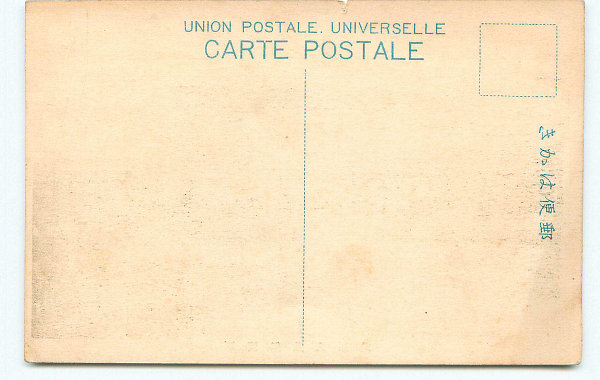 UNION POSTALE. UNIVERSELLE
CARTE POSTALE
きかは便郵